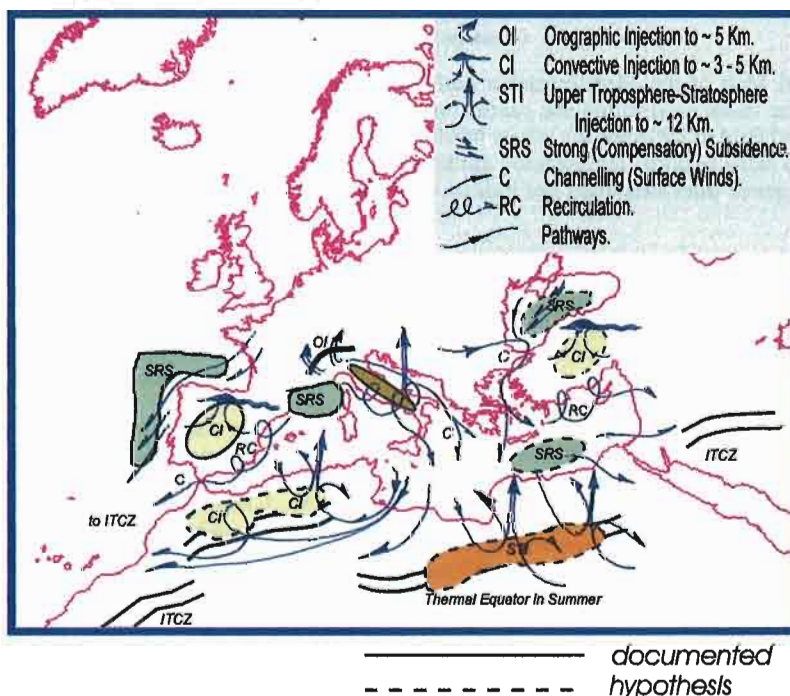 OI Orographic Injection to ~ 5 Km.
CI Convective Injection to ~ 3 - 5 Km.
STI Upper Troposphere-Stratosphere
Injection to ~ 12 Km.
SRS Strong (Compensatory) Subsidence.
C Channelling (Surface Winds).
RC Recirculation.
Pathways.
SRS
OI
C
CI
SRS
SRS
CI
RC
C
RC
C
ITCZ
SRS
CI
CI
to ITCZ
STI
Thermal Equator In Summer
ITCZ
documented
hypothesis